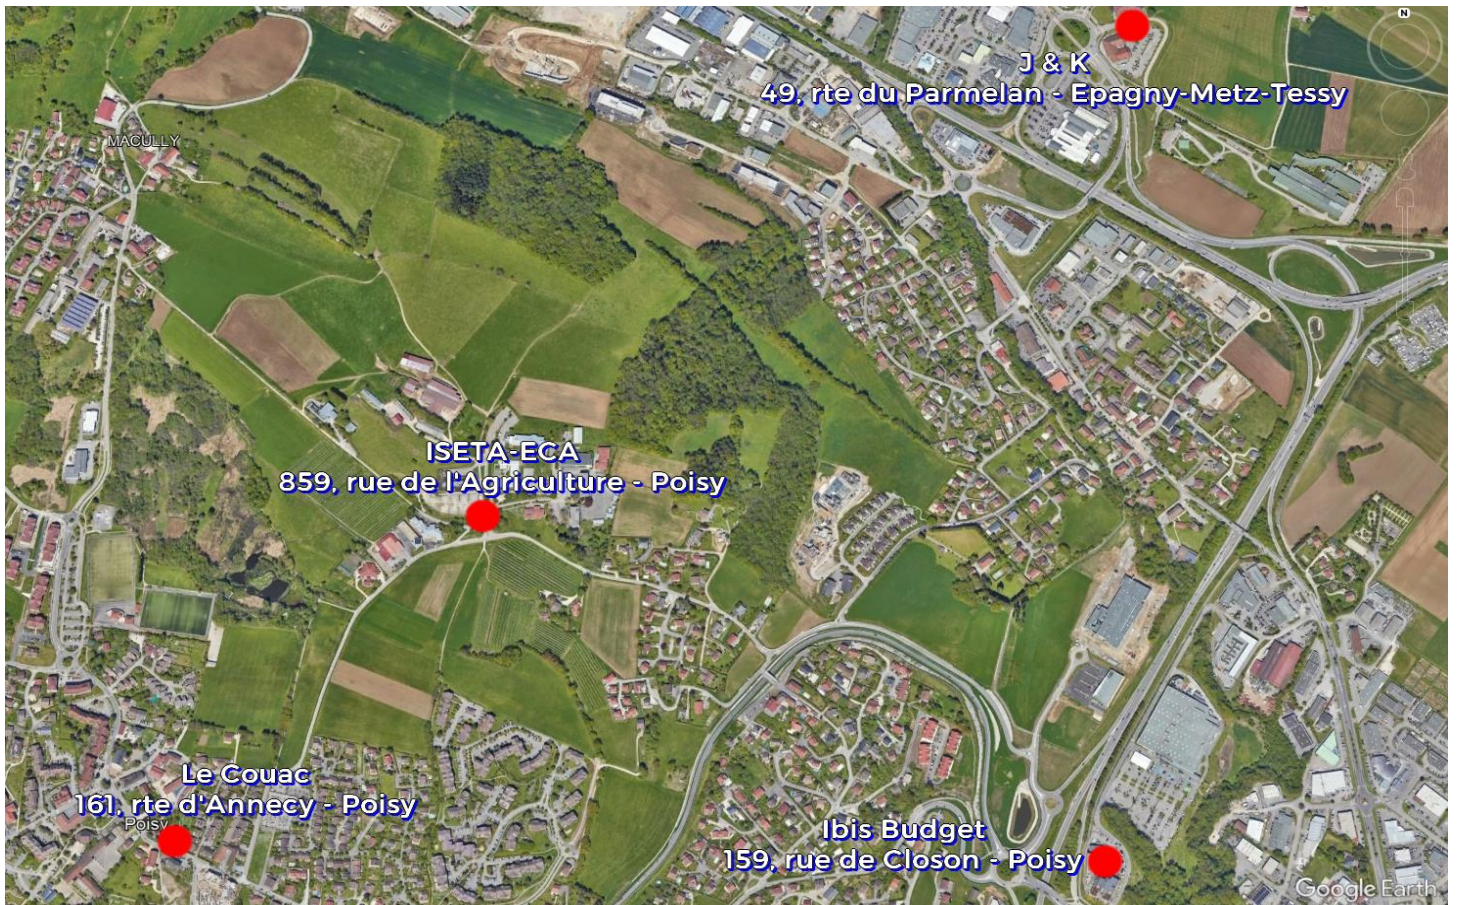 N
J & K
49, rte du Parmelan - Epagny-Metz-Tessy
MACULLY
ISETA-ECA
859, rue de l'Agriculture - Poisy
Le Couac
161, rte d'Annecy - Poisy
Poisy
Ibis Budget
159, rue de Closon - Poisy
Google Earth